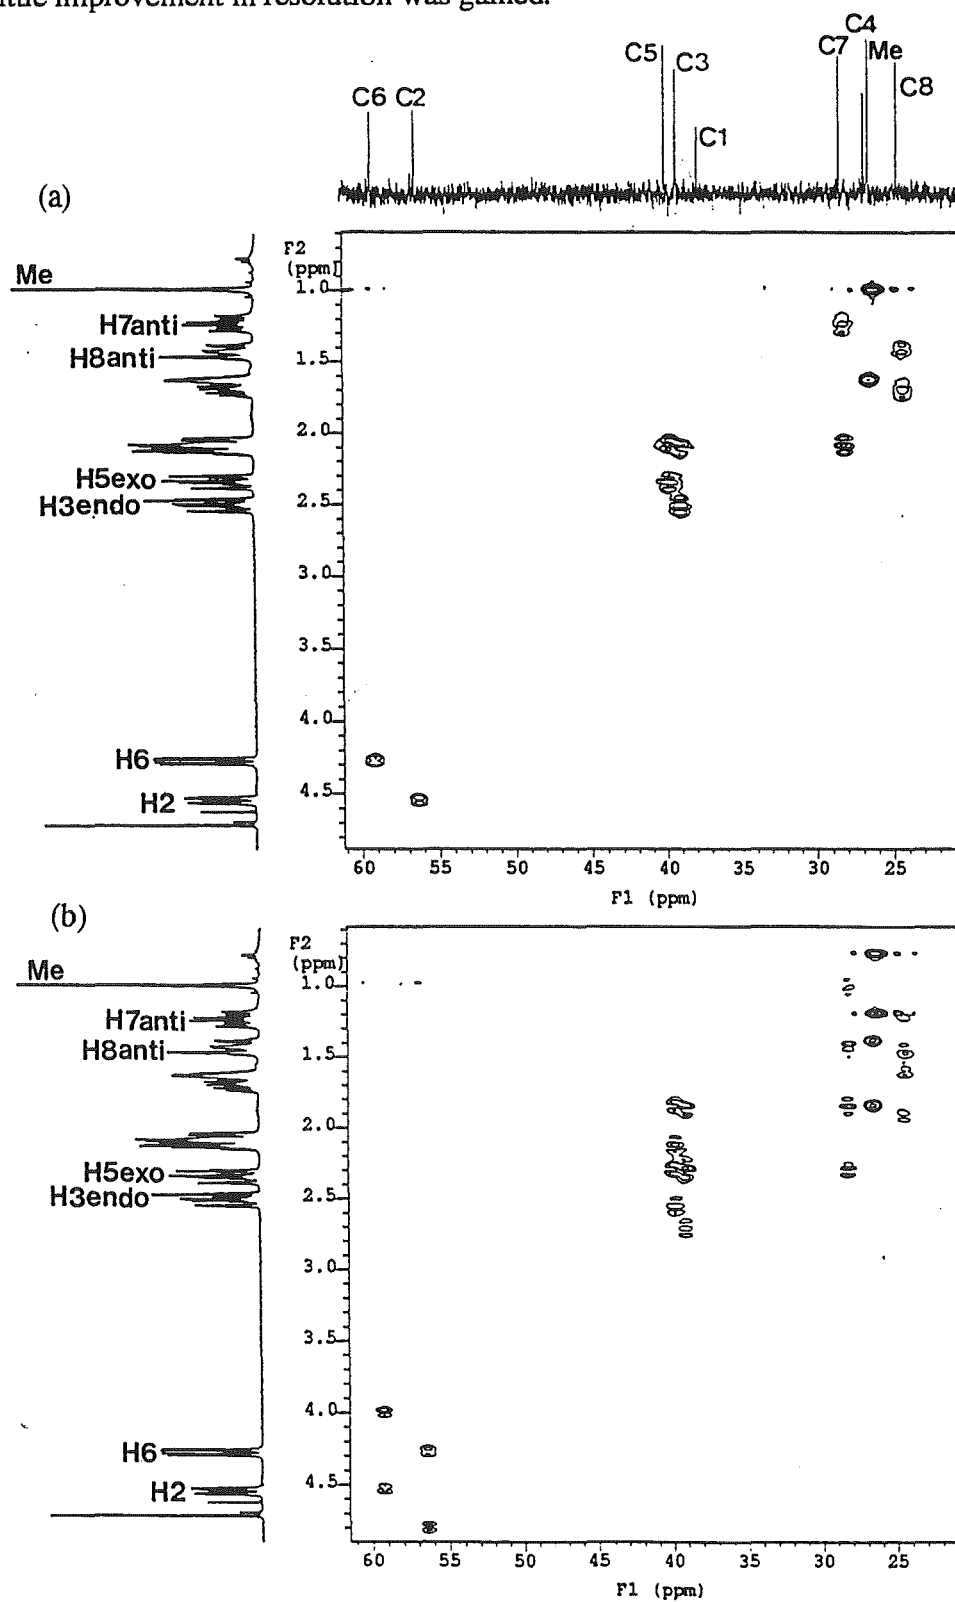 little improvement in resolution was gained.
C6 C2
C5
C3
C1
C7
C4
Me
C8
(a)
F2
(ppm)
Me
H7anti
H8anti
H5exo
H3endo
H6
H2
1.0
1.5
2.0
2.5
3.0
3.5
4.0
4.5
60 55 50 45 40 35 30 25
F1 (ppm)
(b)
F2
(ppm)
Me
H7anti
H8anti
H5exo
H3endo
H6
H2
1.0
1.5
2.0
2.5
3.0
3.5
4.0
4.5
60 55 50 45 40 35 30 25
F1 (ppm)